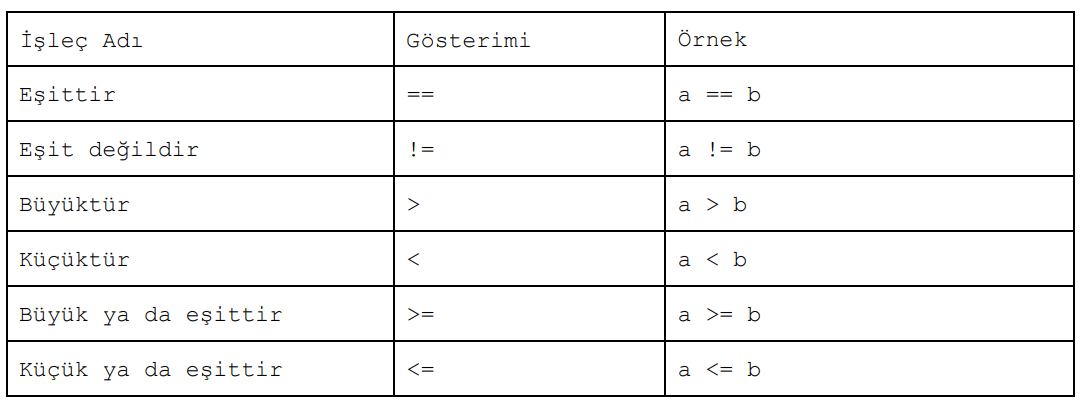 İşleç Adı Gösterimi Örnek
Eşittir == a == b
Eşit değildir != a != b
Büyüktür > a > b
Küçüktür < a < b
Büyük ya da eşittir >= a >= b
Küçük ya da eşittir <= a <= b